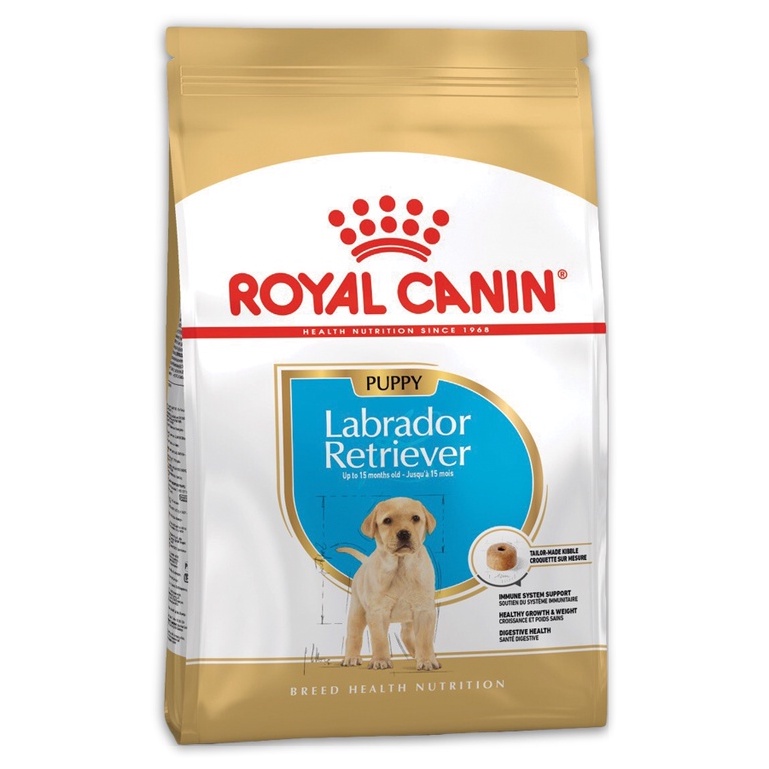 ROYAL CANIN®
HEALTH NUTRITION SINCE 1968
PUPPY
Labrador
Retriever
Up to 15 months old - Jusqu'à 15 mois
TAILOR-MADE KIBBLE
CROQUETTE SUR MESURE
IMMUNE SYSTEM SUPPORT
SOUTIEN DU SYSTÈME IMMUNITAIRE
HEALTHY GROWTH & WEIGHT
CROISSANCE ET POIDS SAINS
DIGESTIVE HEALTH
SANTÉ DIGESTIVE
BREED HEALTH NUTRITION